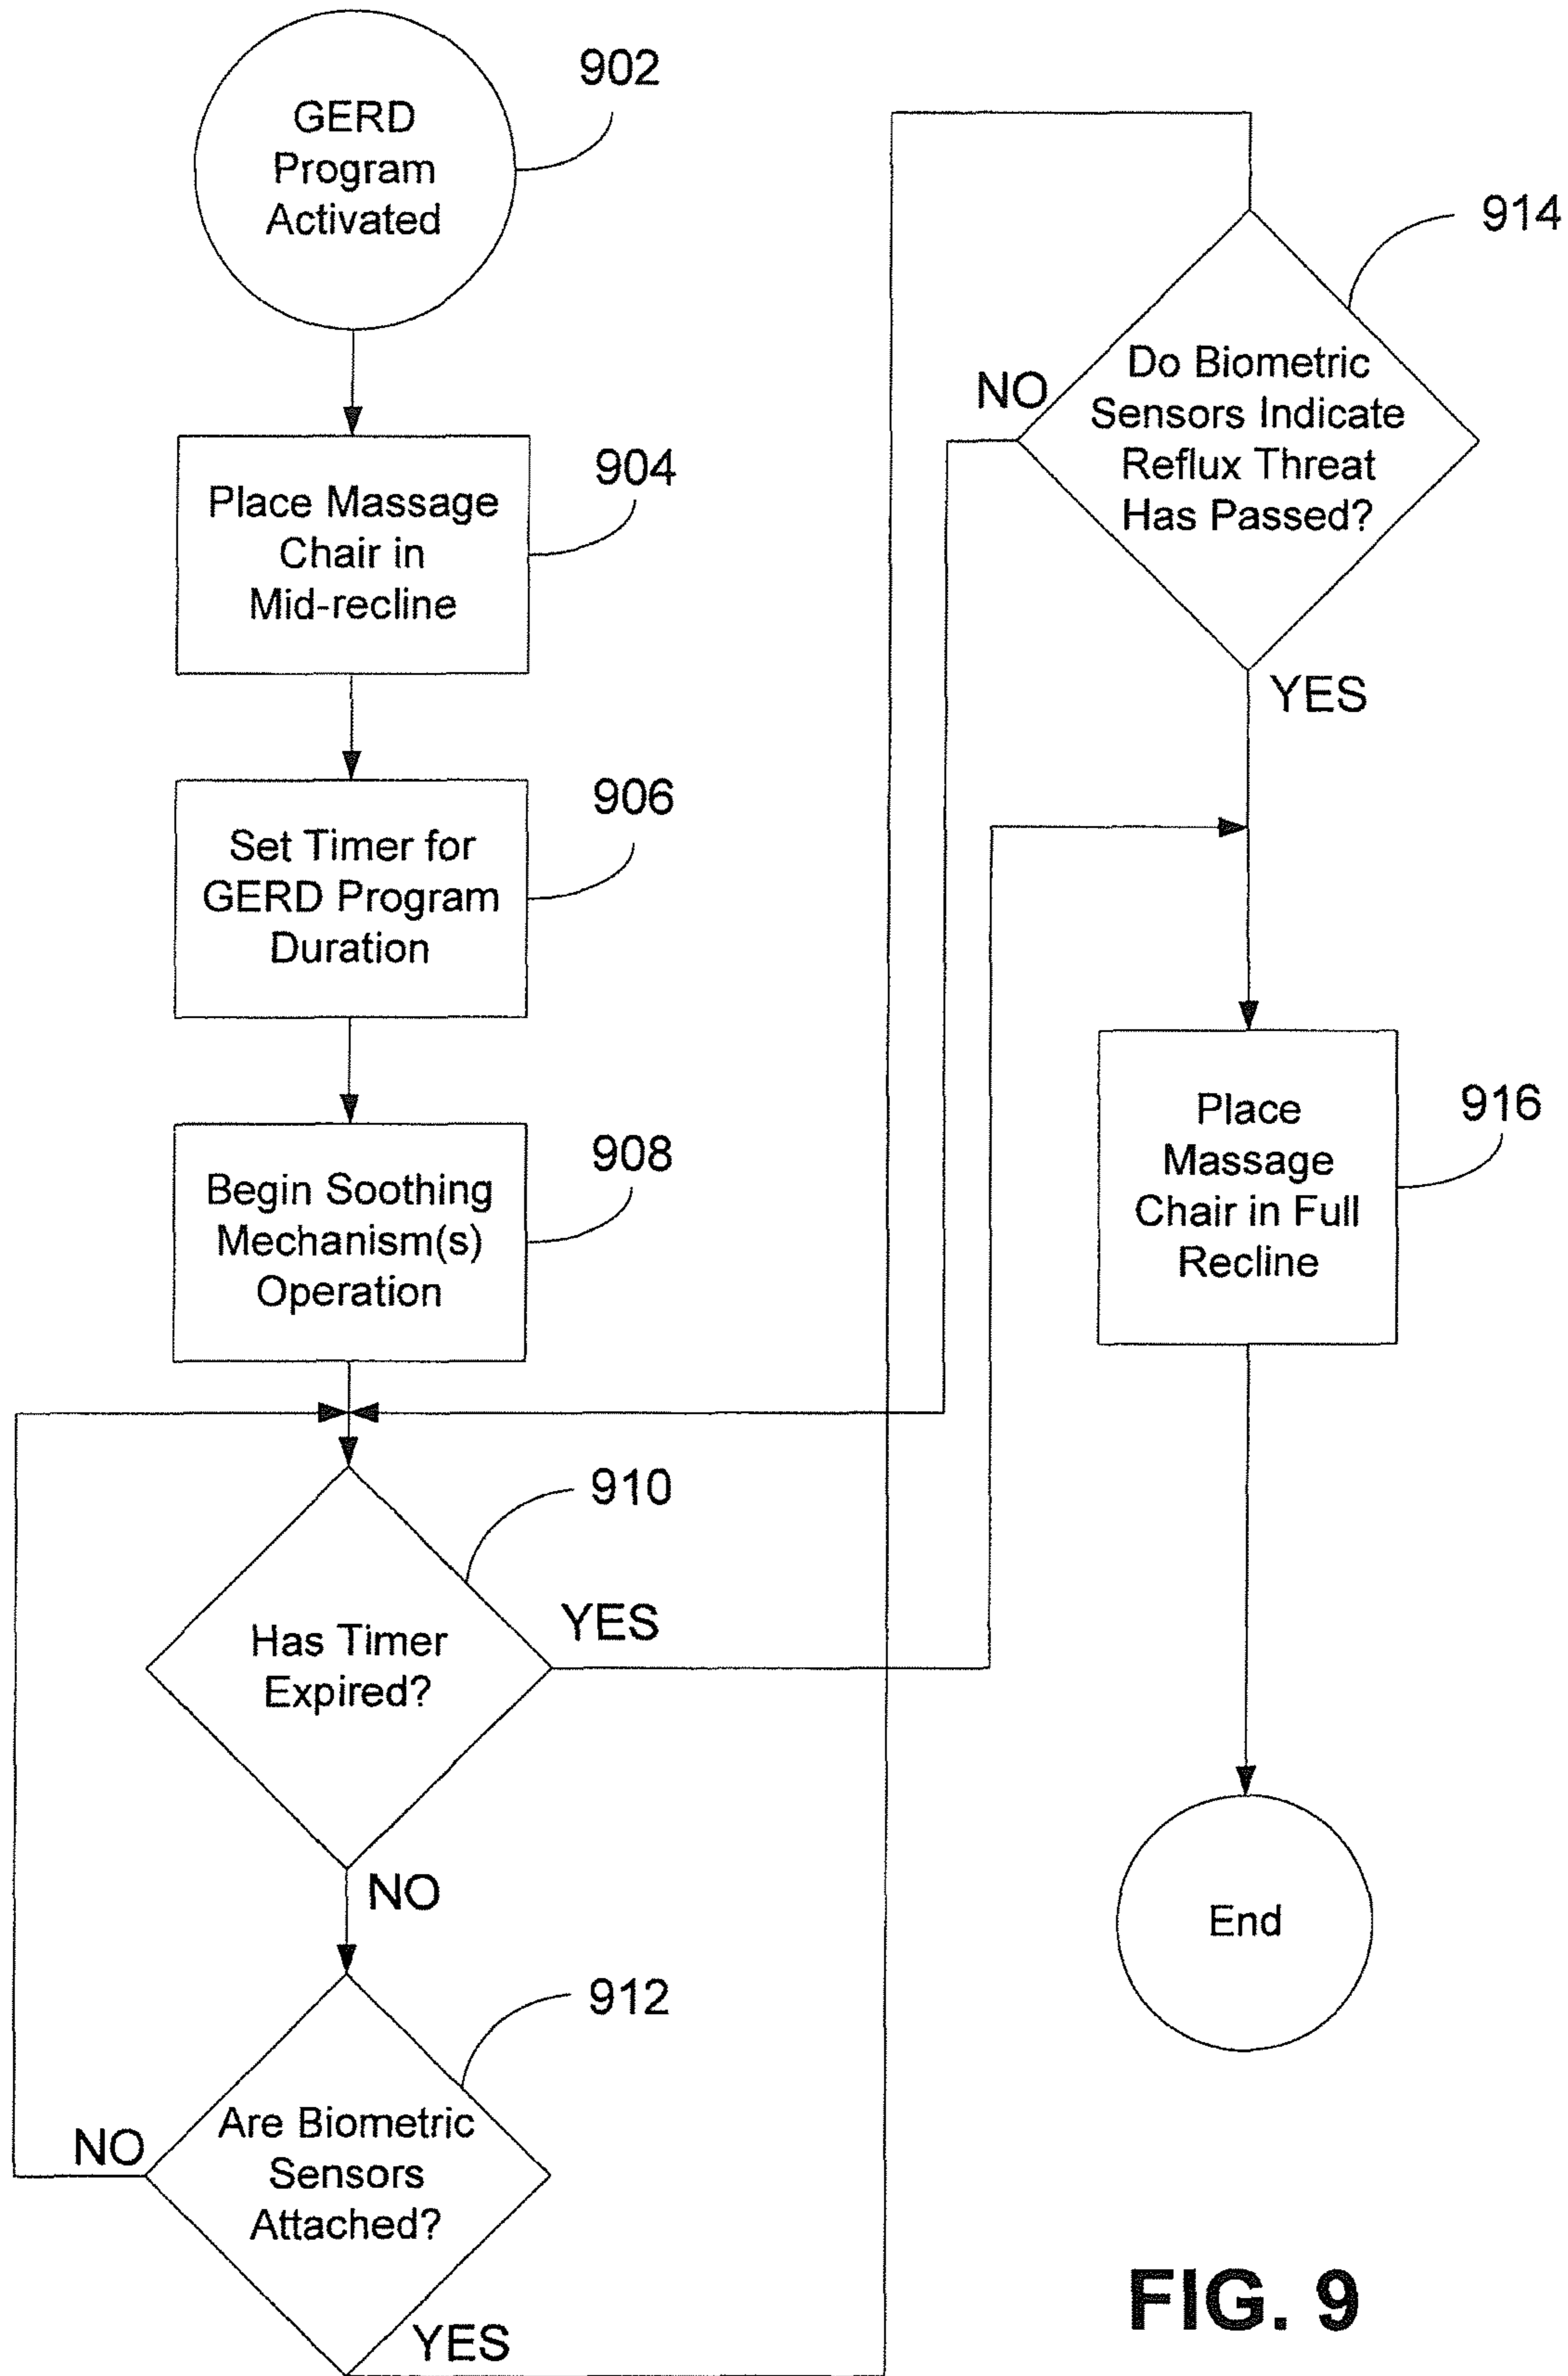 GERD
Program
Activated
902
Place Massage
Chair in
Mid-recline
904
Set Timer for
GERD Program
Duration
906
Begin Soothing
Mechanism(s)
Operation
908
Has Timer
Expired?
910
YES
NO
Are Biometric
Sensors
Attached?
912
NO
YES
Do Biometric
Sensors Indicate
Reflux Threat
Has Passed?
914
NO
YES
Place
Massage
Chair in Full
Recline
916
End
FIG. 9